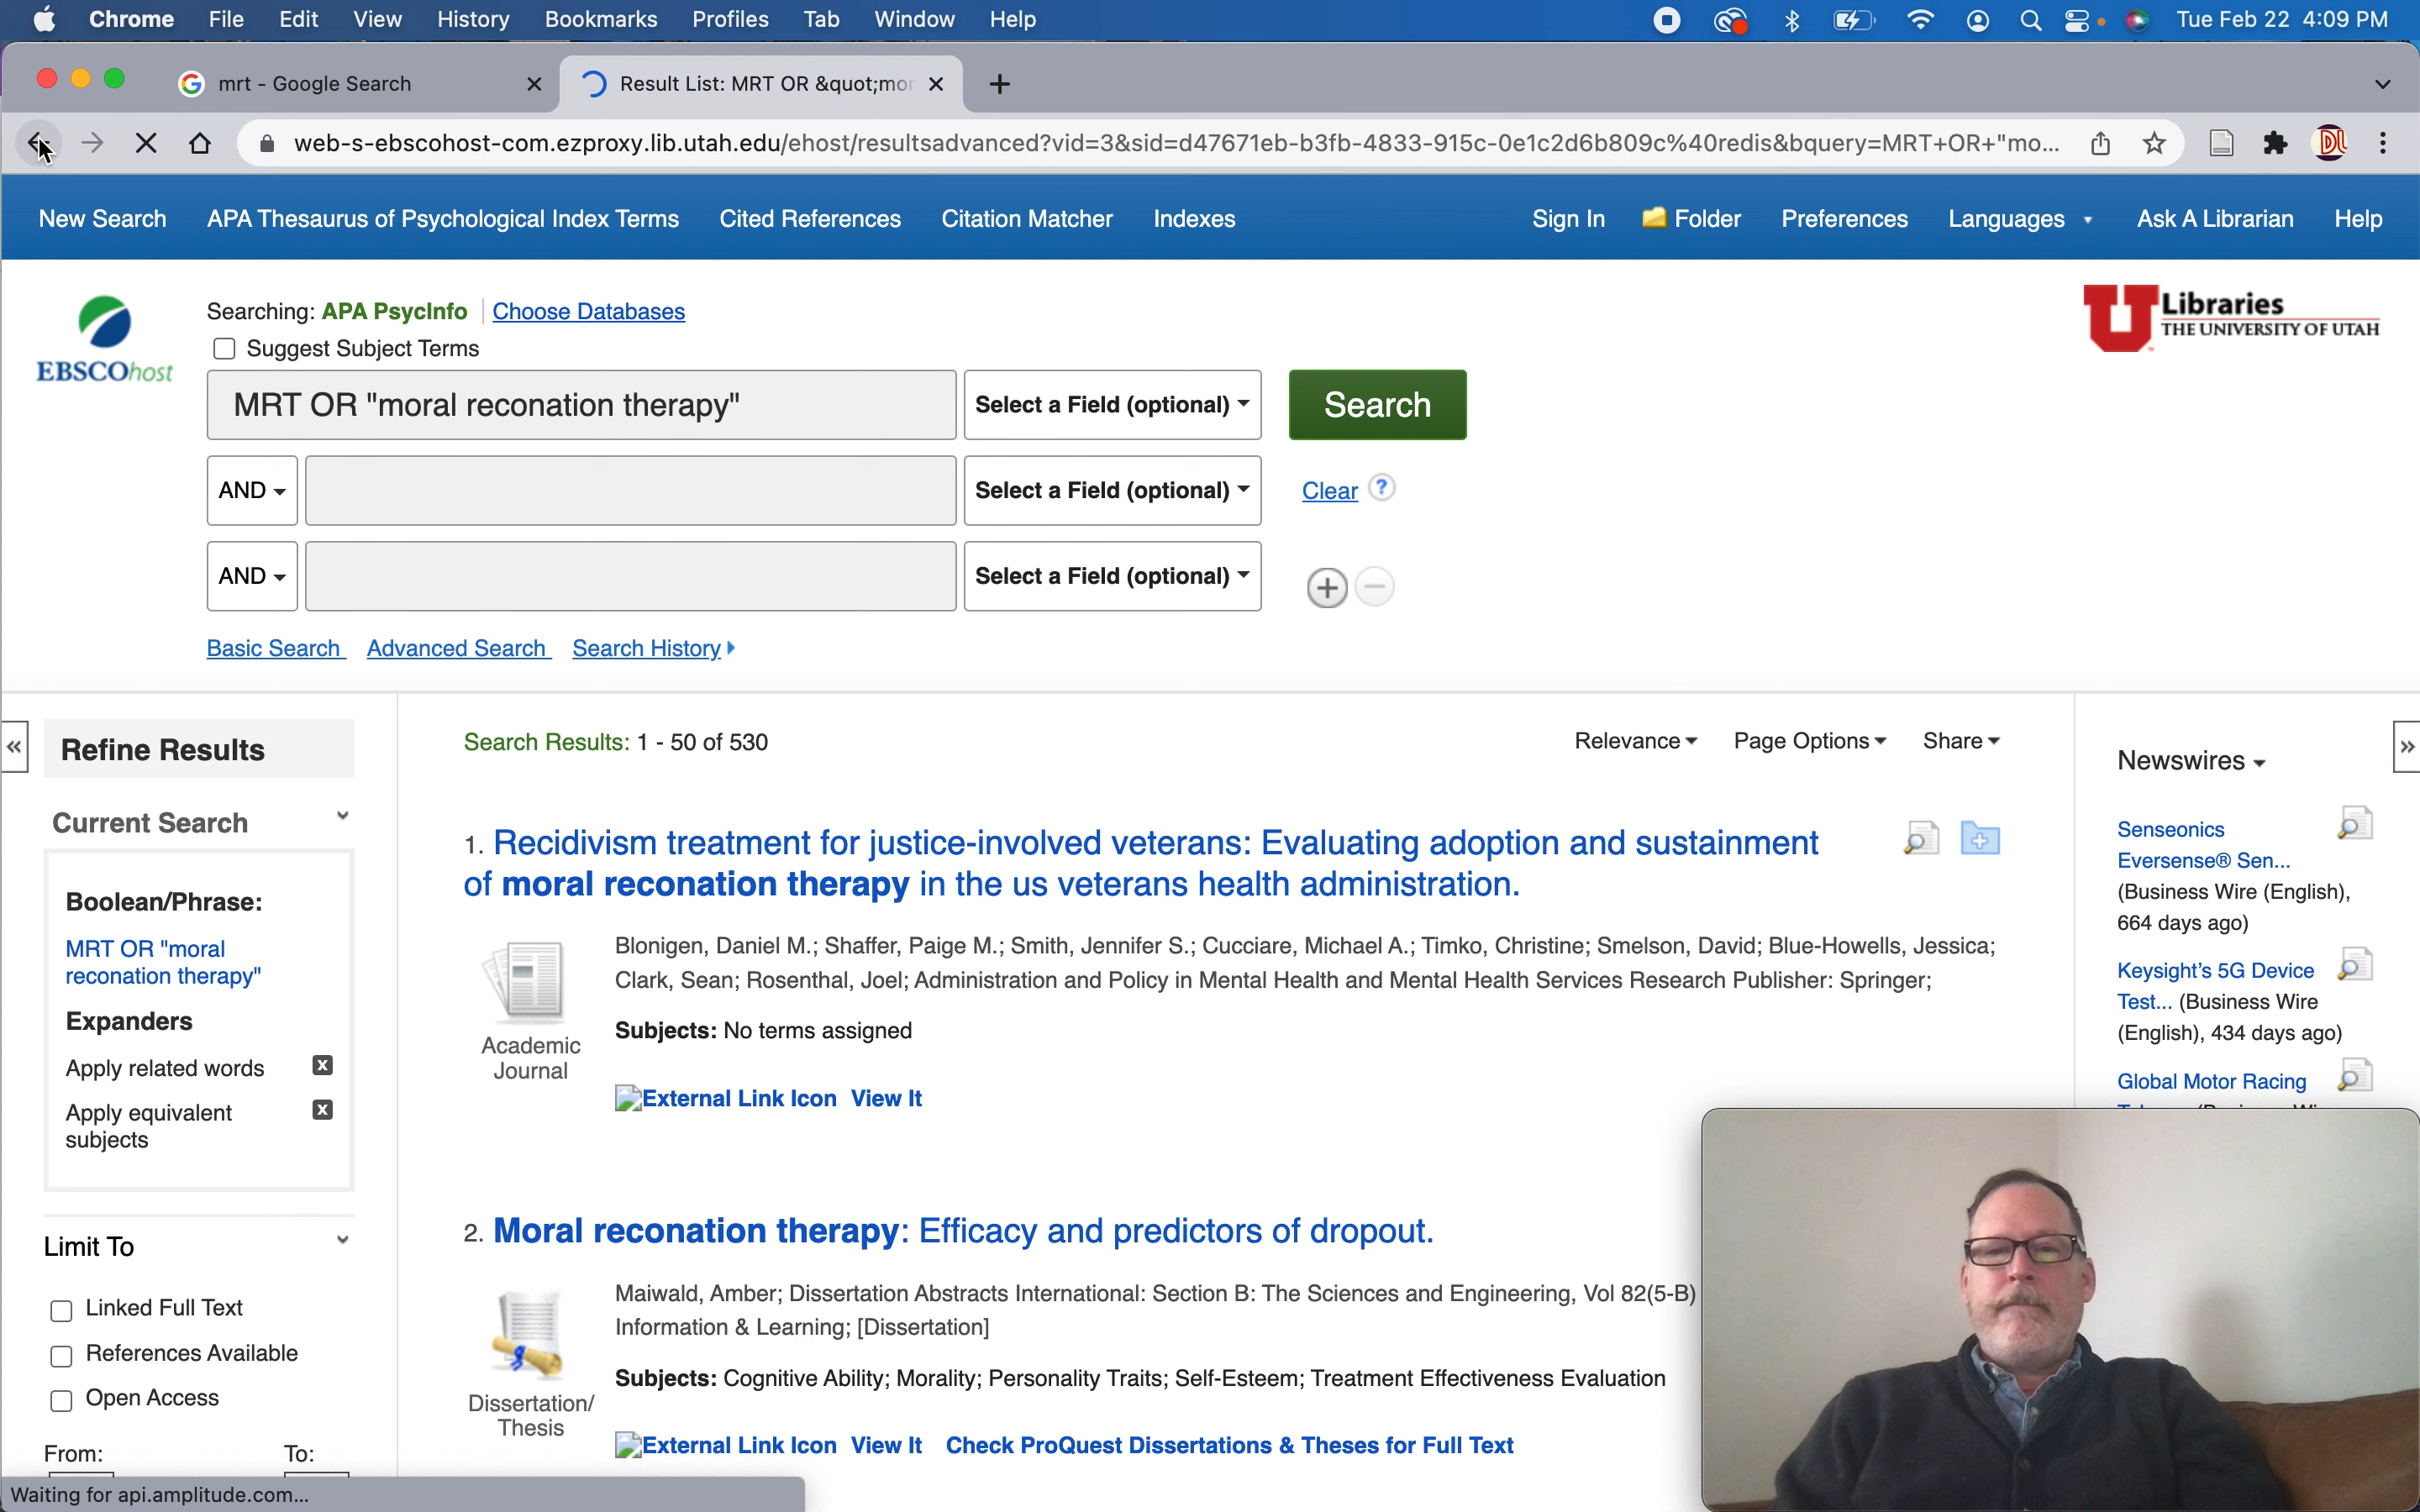 Chrome File Edit View History Bookmarks Profiles Tab Window Help Tue Feb 22 4:09 PM
mrt - Google Search
Result List: MRT OR &quot;mor
web-s-ebscohost-com.ezproxy.lib.utah.edu/ehost/resultsadvanced?vid=3&sid=d47671eb-b3fb-4833-915c-0e1c2d6b809c%40redis&bquery=MRT+OR+"mo...
DL
New Search APA Thesaurus of Psychological Index Terms Cited References Citation Matcher Indexes Sign In Folder Preferences Languages Ask A Librarian Help
EBSCOhost
Searching: APA PsycInfo Choose Databases
Suggest Subject Terms
MRT OR "moral reconation therapy" Select a Field (optional) Search
AND Select a Field (optional) Clear ?
AND Select a Field (optional)
Basic Search Advanced Search Search History
U Libraries
THE UNIVERSITY OF UTAH
Refine Results
Current Search
Boolean/Phrase:
MRT OR "moral
reconation therapy"
Expanders
Apply related words
Apply equivalent
subjects
Limit To
Linked Full Text
References Available
Open Access
From: To:
Search Results: 1 - 50 of 530 Relevance Page Options Share
1. Recidivism treatment for justice-involved veterans: Evaluating adoption and sustainment
of moral reconation therapy in the us veterans health administration.
Academic
Journal
Blonigen, Daniel M.; Shaffer, Paige M.; Smith, Jennifer S.; Cucciare, Michael A.; Timko, Christine; Smelson, David; Blue-Howells, Jessica;
Clark, Sean; Rosenthal, Joel; Administration and Policy in Mental Health and Mental Health Services Research Publisher: Springer;
Subjects: No terms assigned
External Link Icon View It
2. Moral reconation therapy: Efficacy and predictors of dropout.
Dissertation/
Thesis
Maiwald, Amber; Dissertation Abstracts International: Section B: The Sciences and Engineering, Vol 82(5-B)
Information & Learning; [Dissertation]
Subjects: Cognitive Ability; Morality; Personality Traits; Self-Esteem; Treatment Effectiveness Evaluation
External Link Icon View It Check ProQuest Dissertations & Theses for Full Text
Newswires
Senseonics
Eversense® Sen...
(Business Wire (English),
664 days ago)
Keysight's 5G Device
Test... (Business Wire
(English), 434 days ago)
Global Motor Racing
Waiting for api.amplitude.com...